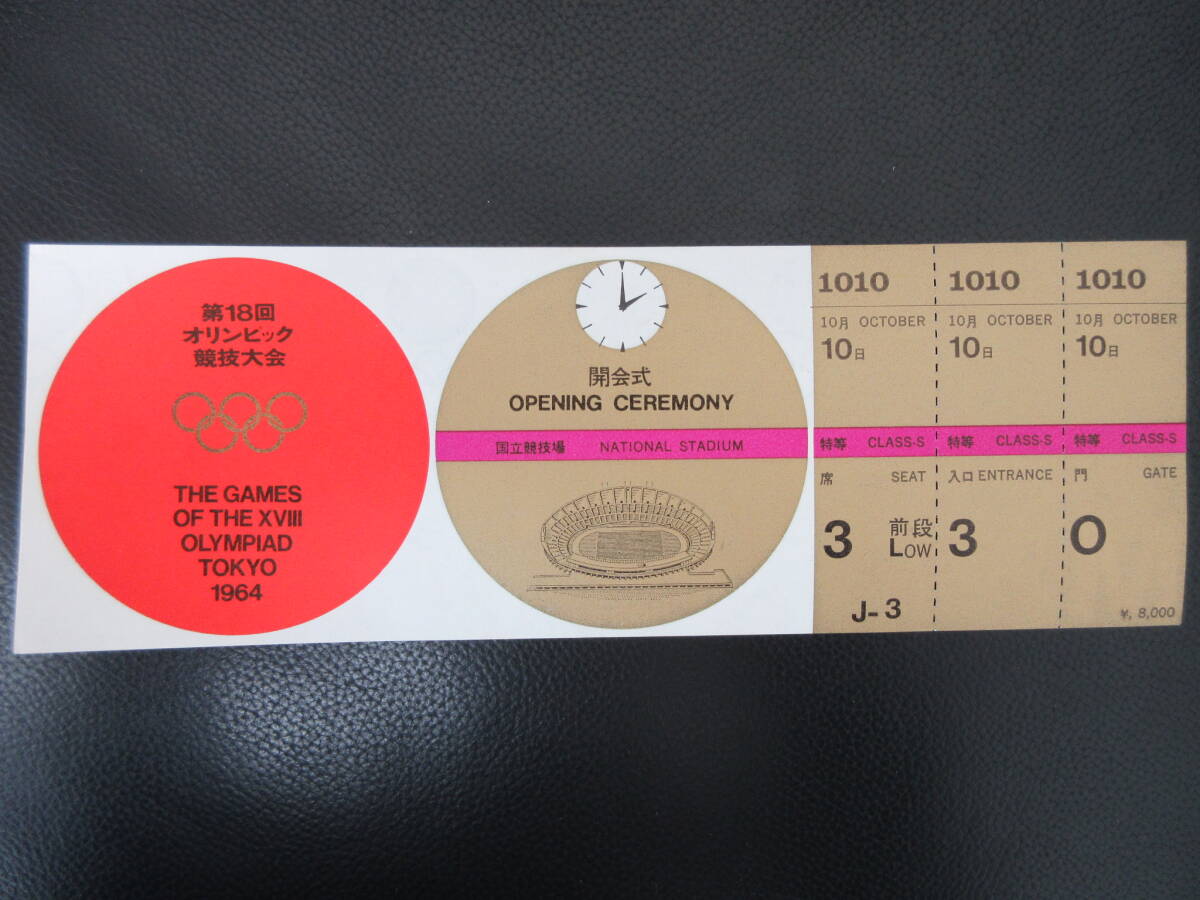 第18回
オリンピック
競技大会
THE GAMES
OF THE XVIII
OLYMPIAD
TOKYO
1964
開会式
OPENING CEREMONY
国立競技場 NATIONAL STADIUM
1010
10月 OCTOBER
10日
特等 CLASS-S
席 SEAT
3 前段 LOW
J-3
1010
10月 OCTOBER
10日
特等 CLASS-S
入口 ENTRANCE
3
1010
10月 OCTOBER
10日
特等 CLASS-S
門 GATE
0
¥, 8,000